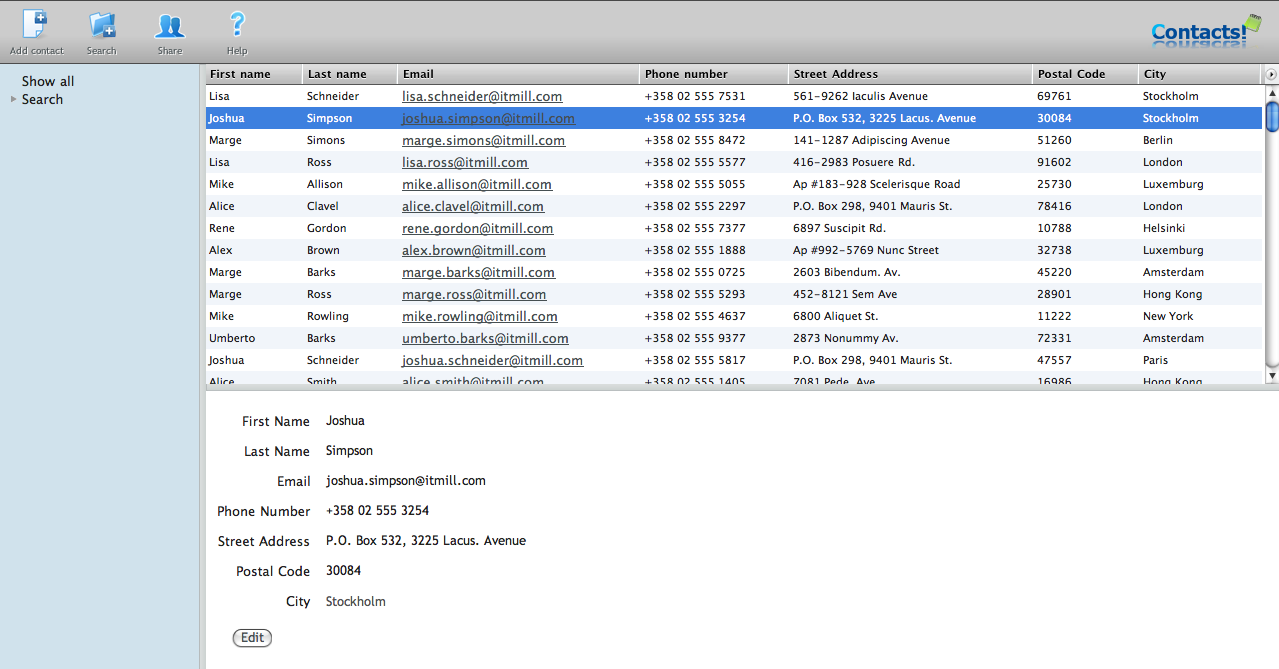 Add contact Search Share Help Contacts!
Show all
Search
First name Last name Email Phone number Street Address Postal Code City
Lisa Schneider lisa.schneider@itmill.com +358 02 555 7531 561-9262 Iaculis Avenue 69761 Stockholm
Joshua Simpson joshua.simpson@itmill.com +358 02 555 3254 P.O. Box 532, 3225 Lacus. Avenue 30084 Stockholm
Marge Simons marge.simons@itmill.com +358 02 555 8472 141-1287 Adipiscing Avenue 51260 Berlin
Lisa Ross lisa.ross@itmill.com +358 02 555 5577 416-2983 Posuere Rd. 91602 London
Mike Allison mike.allison@itmill.com +358 02 555 5055 Ap #183-928 Scelerisque Road 25730 Luxemburg
Alice Clavel alice.clavel@itmill.com +358 02 555 2297 P.O. Box 298, 9401 Mauris St. 78416 London
Rene Gordon rene.gordon@itmill.com +358 02 555 7377 6897 Suscipit Rd. 10788 Helsinki
Alex Brown alex.brown@itmill.com +358 02 555 1888 Ap #992-5769 Nunc Street 32738 Luxemburg
Marge Barks marge.barks@itmill.com +358 02 555 0725 2603 Bibendum. Av. 45220 Amsterdam
Marge Ross marge.ross@itmill.com +358 02 555 5293 452-8121 Sem Ave 28901 Hong Kong
Mike Rowling mike.rowling@itmill.com +358 02 555 4637 6800 Aliquet St. 11222 New York
Umberto Barks umberto.barks@itmill.com +358 02 555 9377 2873 Nonummy Av. 72331 Amsterdam
Joshua Schneider joshua.schneider@itmill.com +358 02 555 5817 P.O. Box 298, 9401 Mauris St. 47557 Paris
Alice Smith alice.smith@itmill.com +358 02 555 1405 7081 Pede. Ave 16986 Hong Kong
First Name Joshua
Last Name Simpson
Email joshua.simpson@itmill.com
Phone Number +358 02 555 3254
Street Address P.O. Box 532, 3225 Lacus. Avenue
Postal Code 30084
City Stockholm
Edit